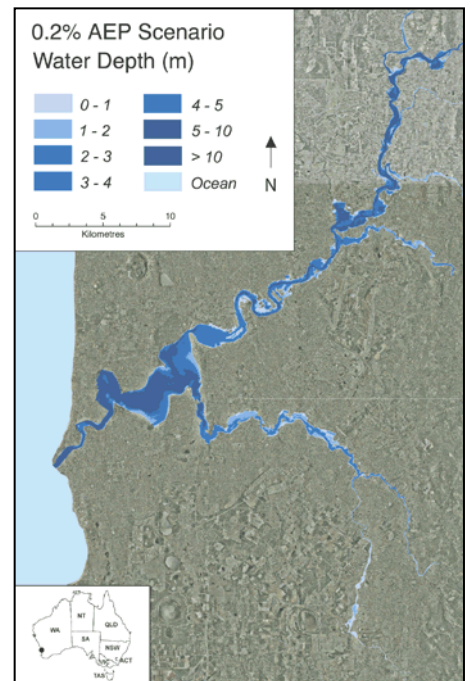 0.2% AEP Scenario
Water Depth (m)
0 - 1
1 - 2
2 - 3
3 - 4
4 - 5
5 - 10
> 10
Ocean
N
0 5 10
Kilometres
WA
NT
QLD
SA
NSW
ACT
TAS